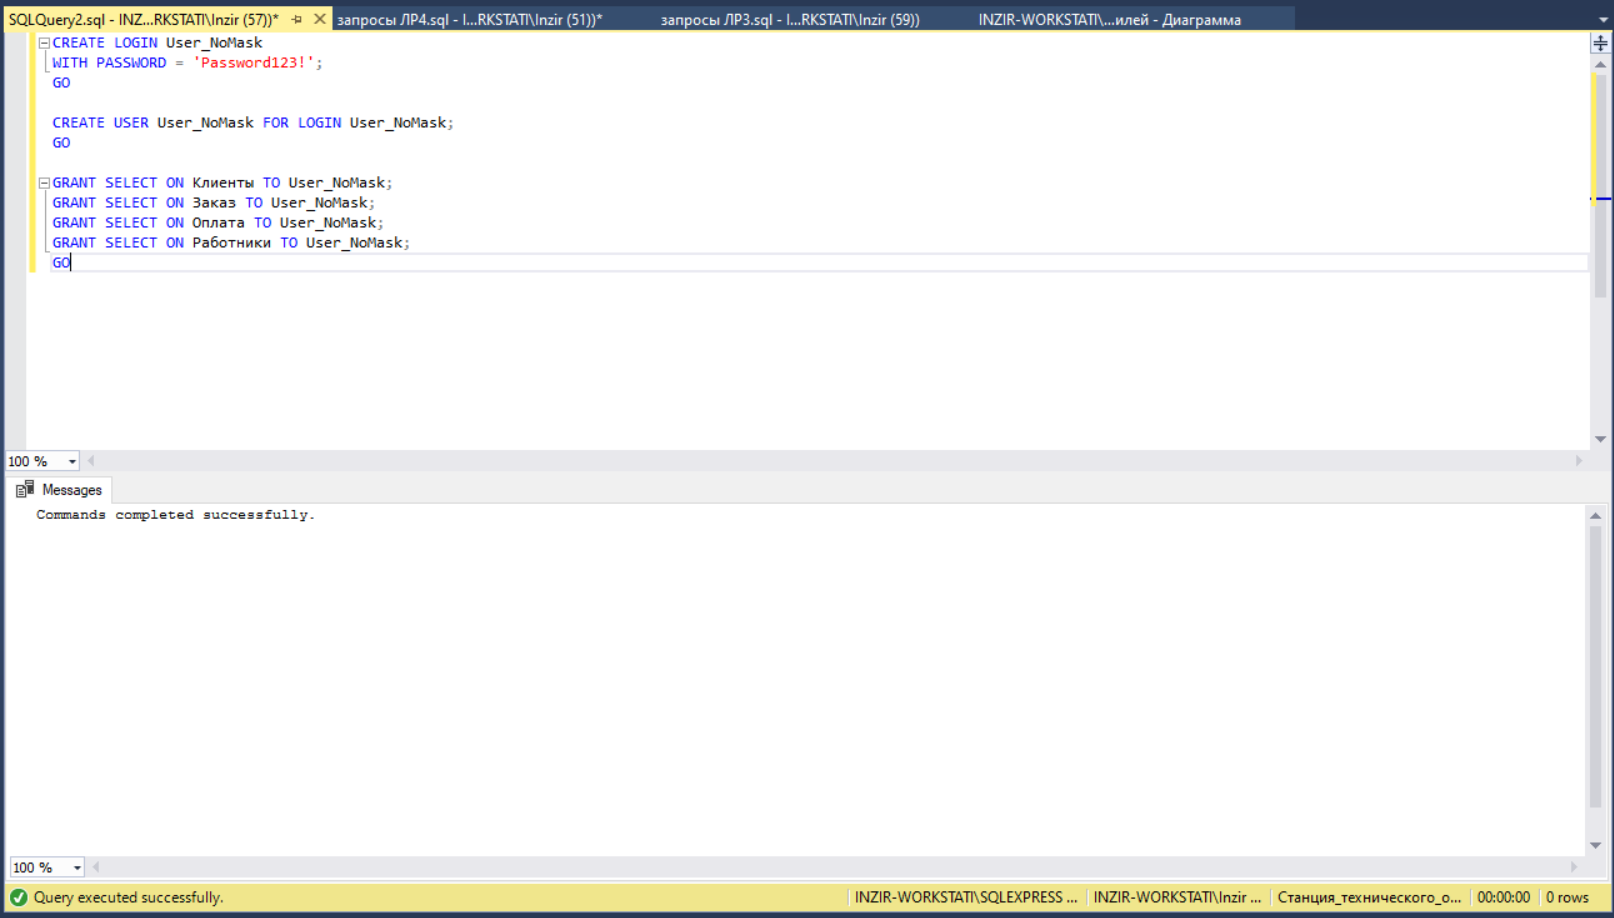 SQLQuery2.sql - INZ...RKSTATI\Inzir (57))* запросы ЛР4.sql - I...RKSTATI\Inzir (51))* запросы ЛР3.sql - I...RKSTATI\Inzir (59)) INZIR-WORKSTATI\...илей - Диаграмма
CREATE LOGIN User_NoMask
WITH PASSWORD = 'Password123!';
GO
CREATE USER User_NoMask FOR LOGIN User_NoMask;
GO
GRANT SELECT ON Клиенты TO User_NoMask;
GRANT SELECT ON Заказ TO User_NoMask;
GRANT SELECT ON Оплата TO User_NoMask;
GRANT SELECT ON Работники TO User_NoMask;
GO
100 %
Messages
Commands completed successfully.
100 %
Query executed successfully. INZIR-WORKSTATI\SQLEXPRESS ... INZIR-WORKSTATI\Inzir ... Станция_технического_о... 00:00:00 0 rows